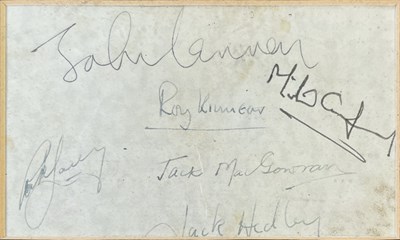 John Lennon
Roy Kinnear
Jack MacGowran
Jack Hedley